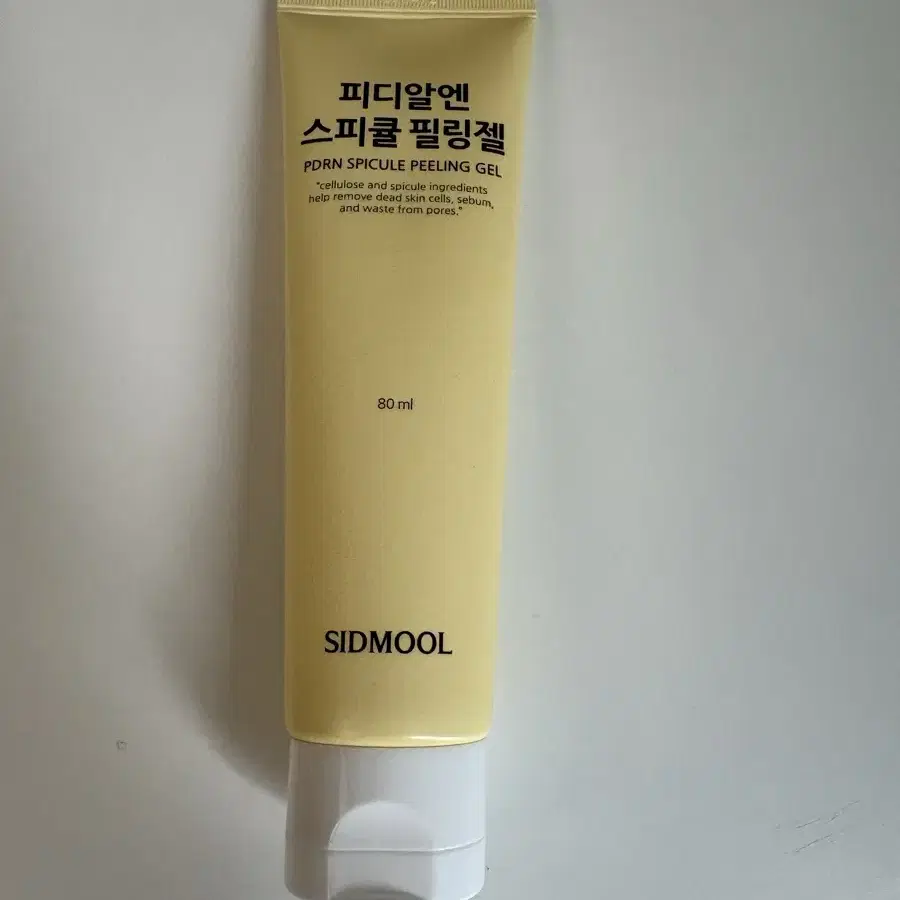 피디알엔
스피큘 필링젤
PDRN SPICULE PEELING GEL
"cellulose and spicule ingredients
help remove dead skin cells, sebum,
and waste from pores."
80 ml
SIDMOOL